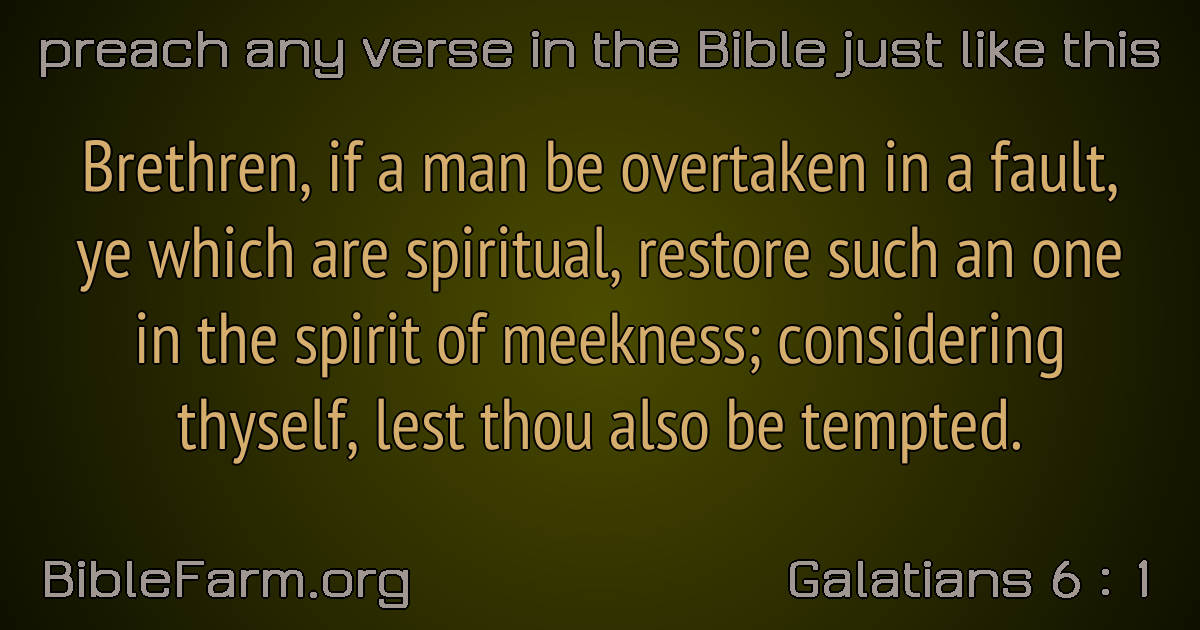 preach any verse in the Bible just like this
Brethren, if a man be overtaken in a fault,
ye which are spiritual, restore such an one
in the spirit of meekness; considering
thyself, lest thou also be tempted.
BibleFarm.org
Galatians 6 : 1